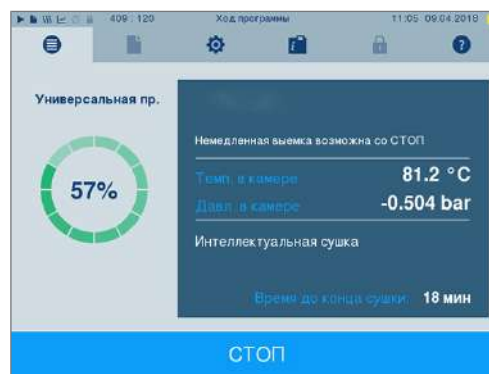 409 : 120 Ход программы 11:05 09.04.2018
Универсальная пр.
Немедленная выемка возможна со СТОП
57%
Темп. в камере 81.2 °C
Давл. в камере -0.504 bar
Интеллектуальная сушка
Время до конца сушки: 18 мин
СТОП